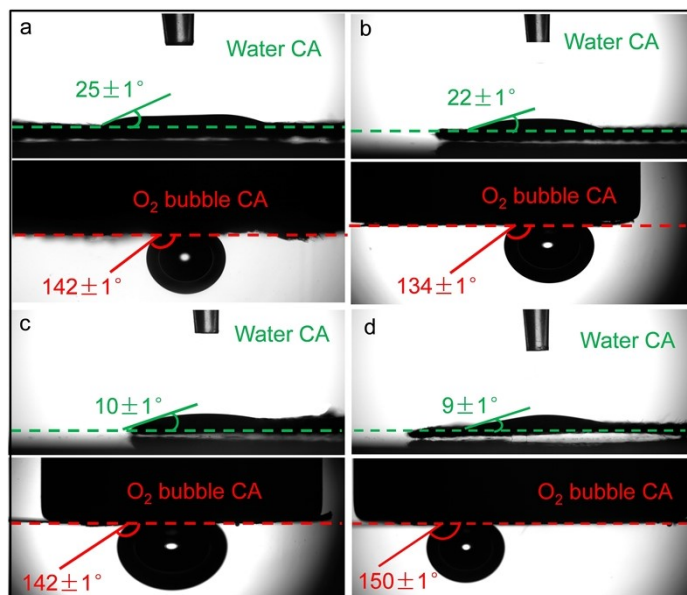 a
Water CA
25±1°
O₂ bubble CA
142±1°
b
Water CA
22±1°
O₂ bubble CA
134±1°
c
Water CA
10±1°
O₂ bubble CA
142±1°
d
Water CA
9±1°
O₂ bubble CA
150±1°